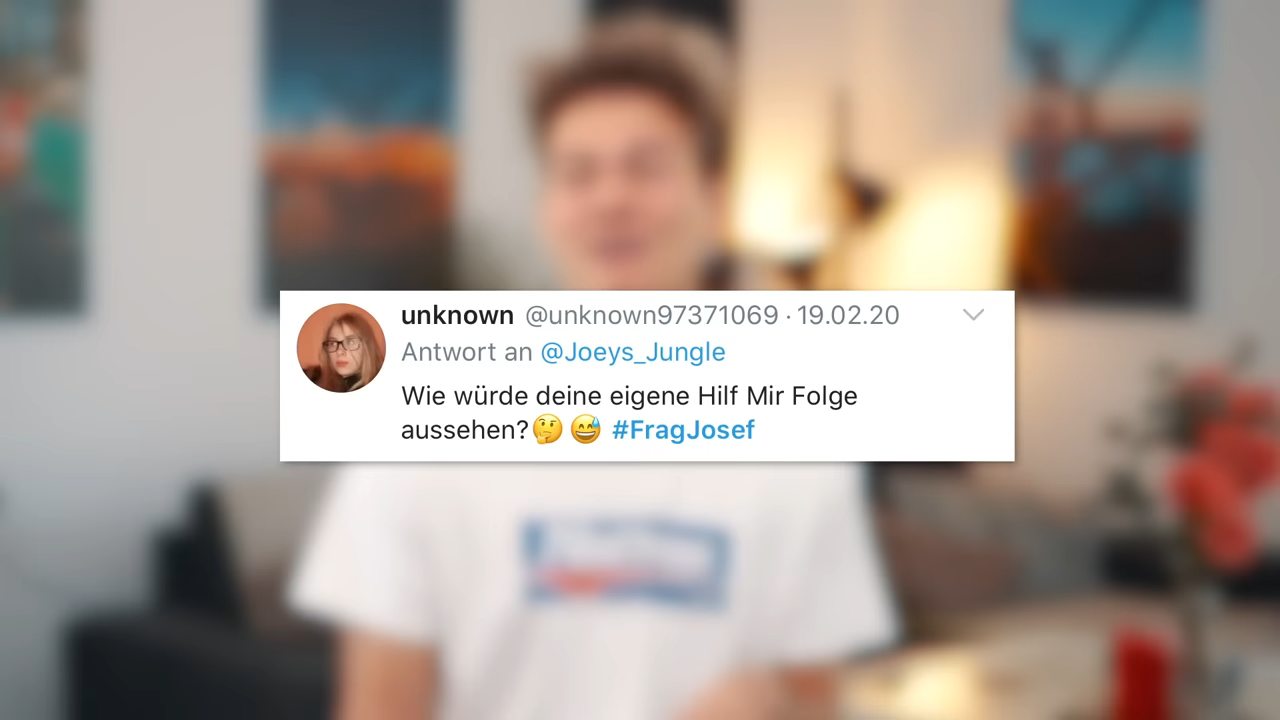 unknown @unknown97371069 · 19.02.20
Antwort an @Joeys_Jungle
Wie würde deine eigene Hilf Mir Folge
aussehen?🤔😅 #FragJosef